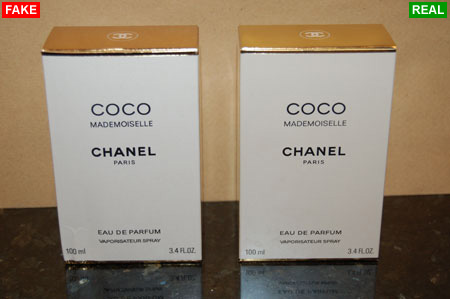 FAKE
REAL
COCO
MADEMOISELLE
CHANEL
PARIS
EAU DE PARFUM
VAPORISATEUR SPRAY
100 ml 3.4 FL.OZ.
COCO
MADEMOISELLE
CHANEL
PARIS
EAU DE PARFUM
VAPORISATEUR SPRAY
100 ml 3.4 FL.OZ.